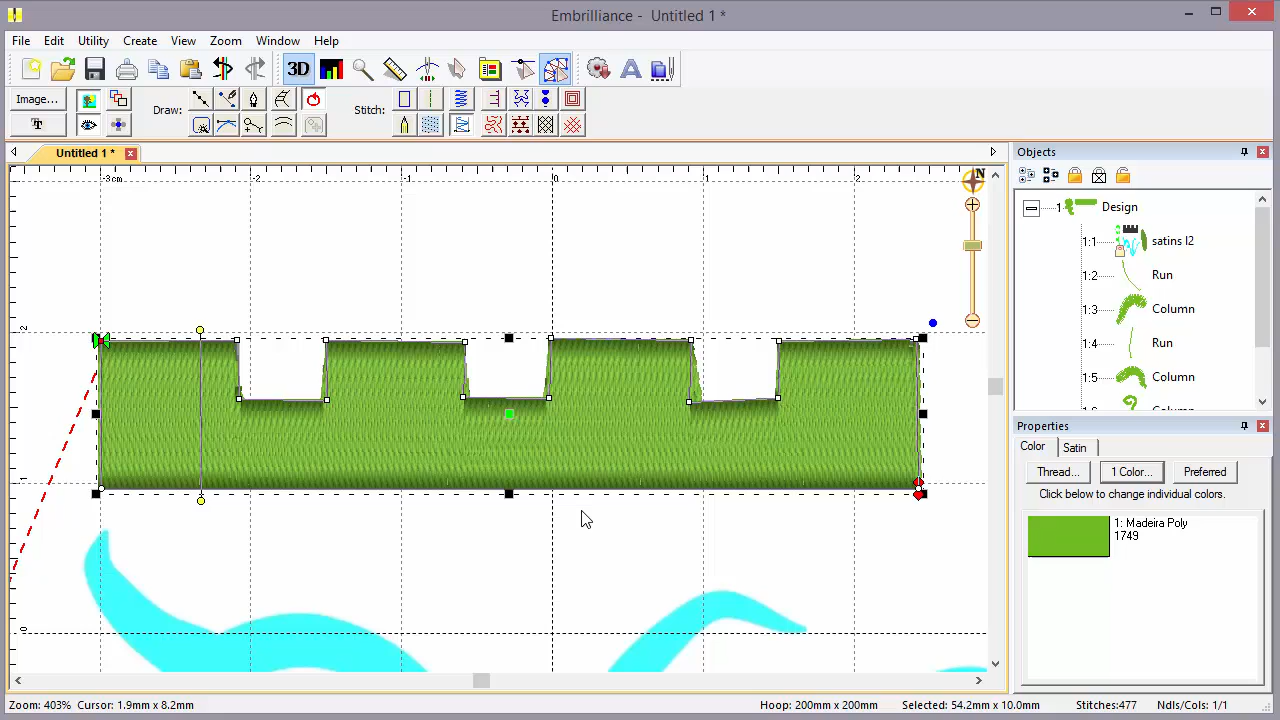 Embrilliance - Untitled 1 *
File Edit Utility Create View Zoom Window Help
3D
Image...
Draw:
Stitch:
T
Untitled 1 *
-3cm -2 -1 0 1 2
N
2
1
0
Objects
1 Design
1:1 satins I2
1:2 Run
1:3 Column
1:4 Run
1:5 Column
Properties
Color Satin
Thread... 1 Color... Preferred
Click below to change individual colors.
1: Madeira Poly
1749
Zoom: 403% Cursor: 1.9mm x 8.2mm Hoop: 200mm x 200mm Selected: 54.2mm x 10.0mm Stitches:477 Ndls/Cols: 1/1